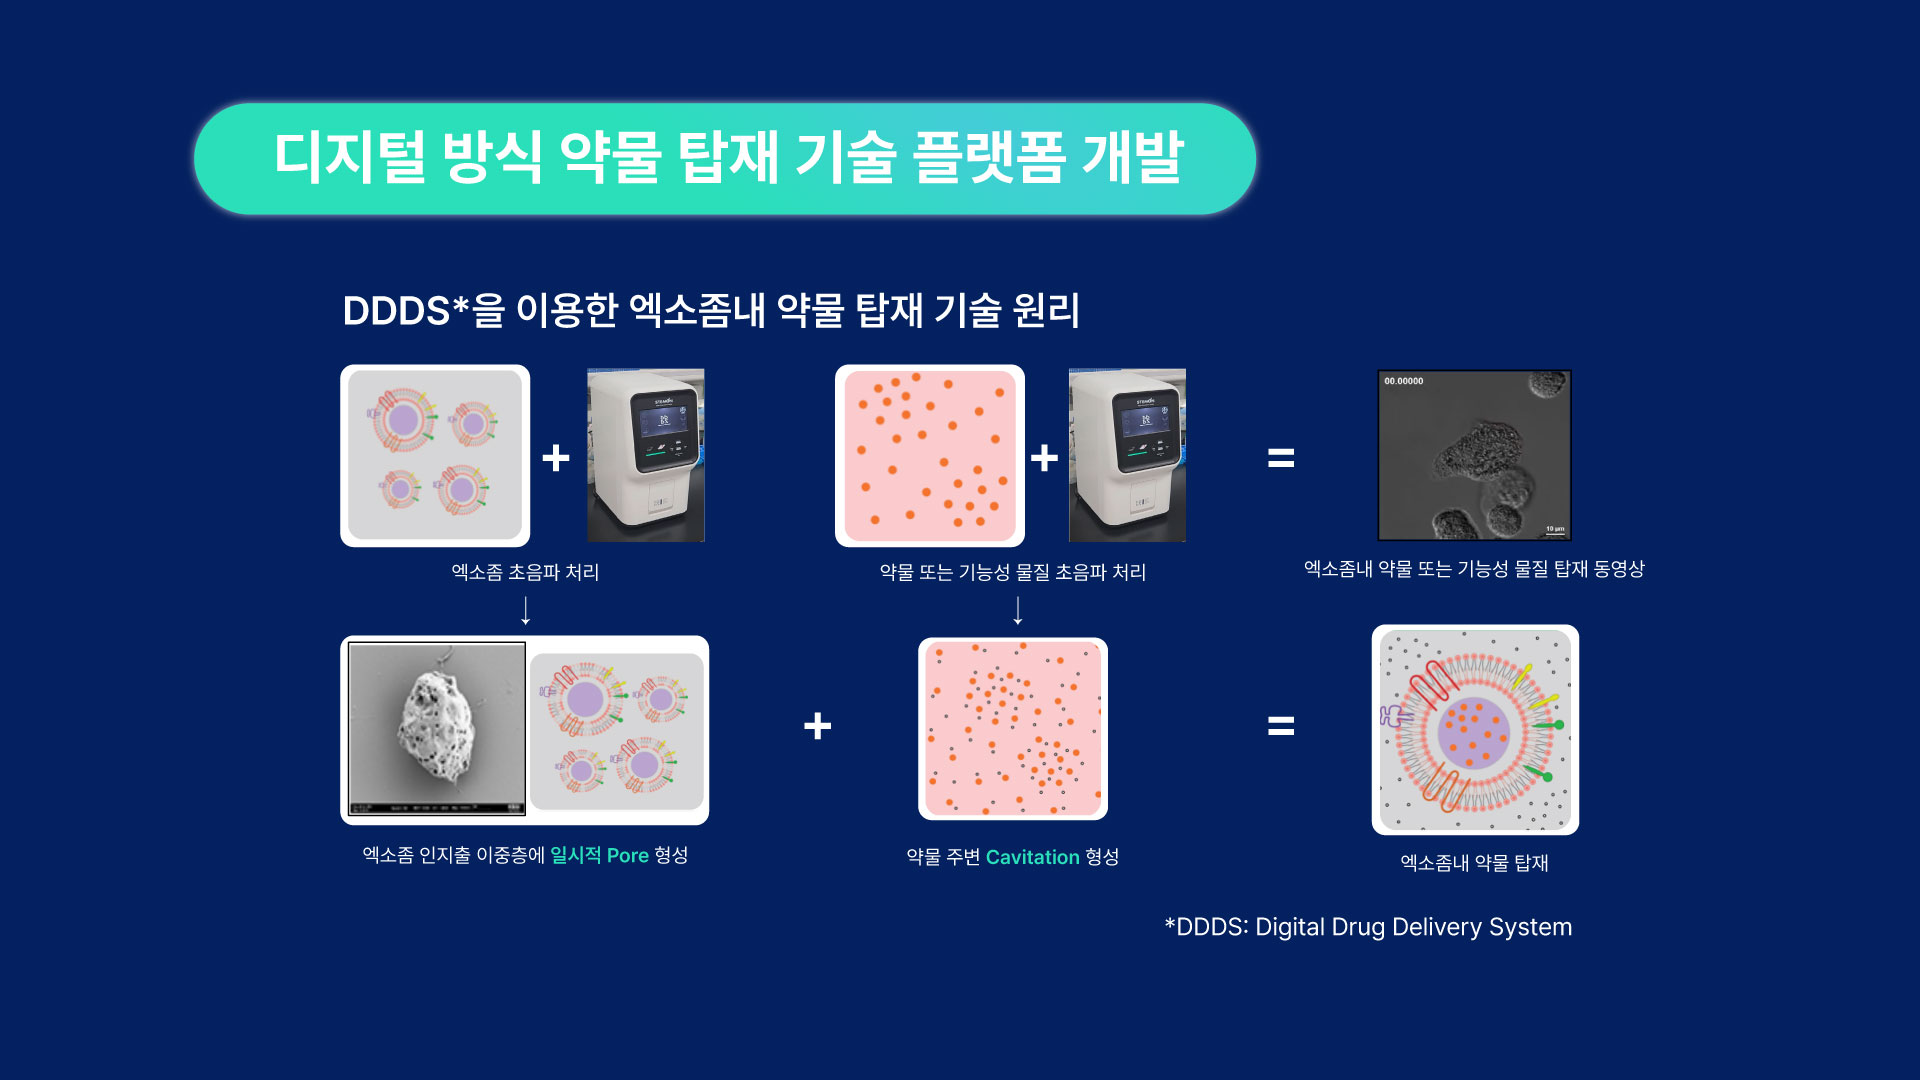 디지털 방식 약물 탑재 기술 플랫폼 개발
DDDS*을 이용한 엑소좀내 약물 탑재 기술 원리
엑소좀 초음파 처리
약물 또는 기능성 물질 초음파 처리
00.00000
10 μm
엑소좀내 약물 또는 기능성 물질 탑재 동영상
엑소좀 인지출 이중층에 일시적 Pore 형성
약물 주변 Cavitation 형성
엑소좀내 약물 탑재
*DDDS: Digital Drug Delivery System